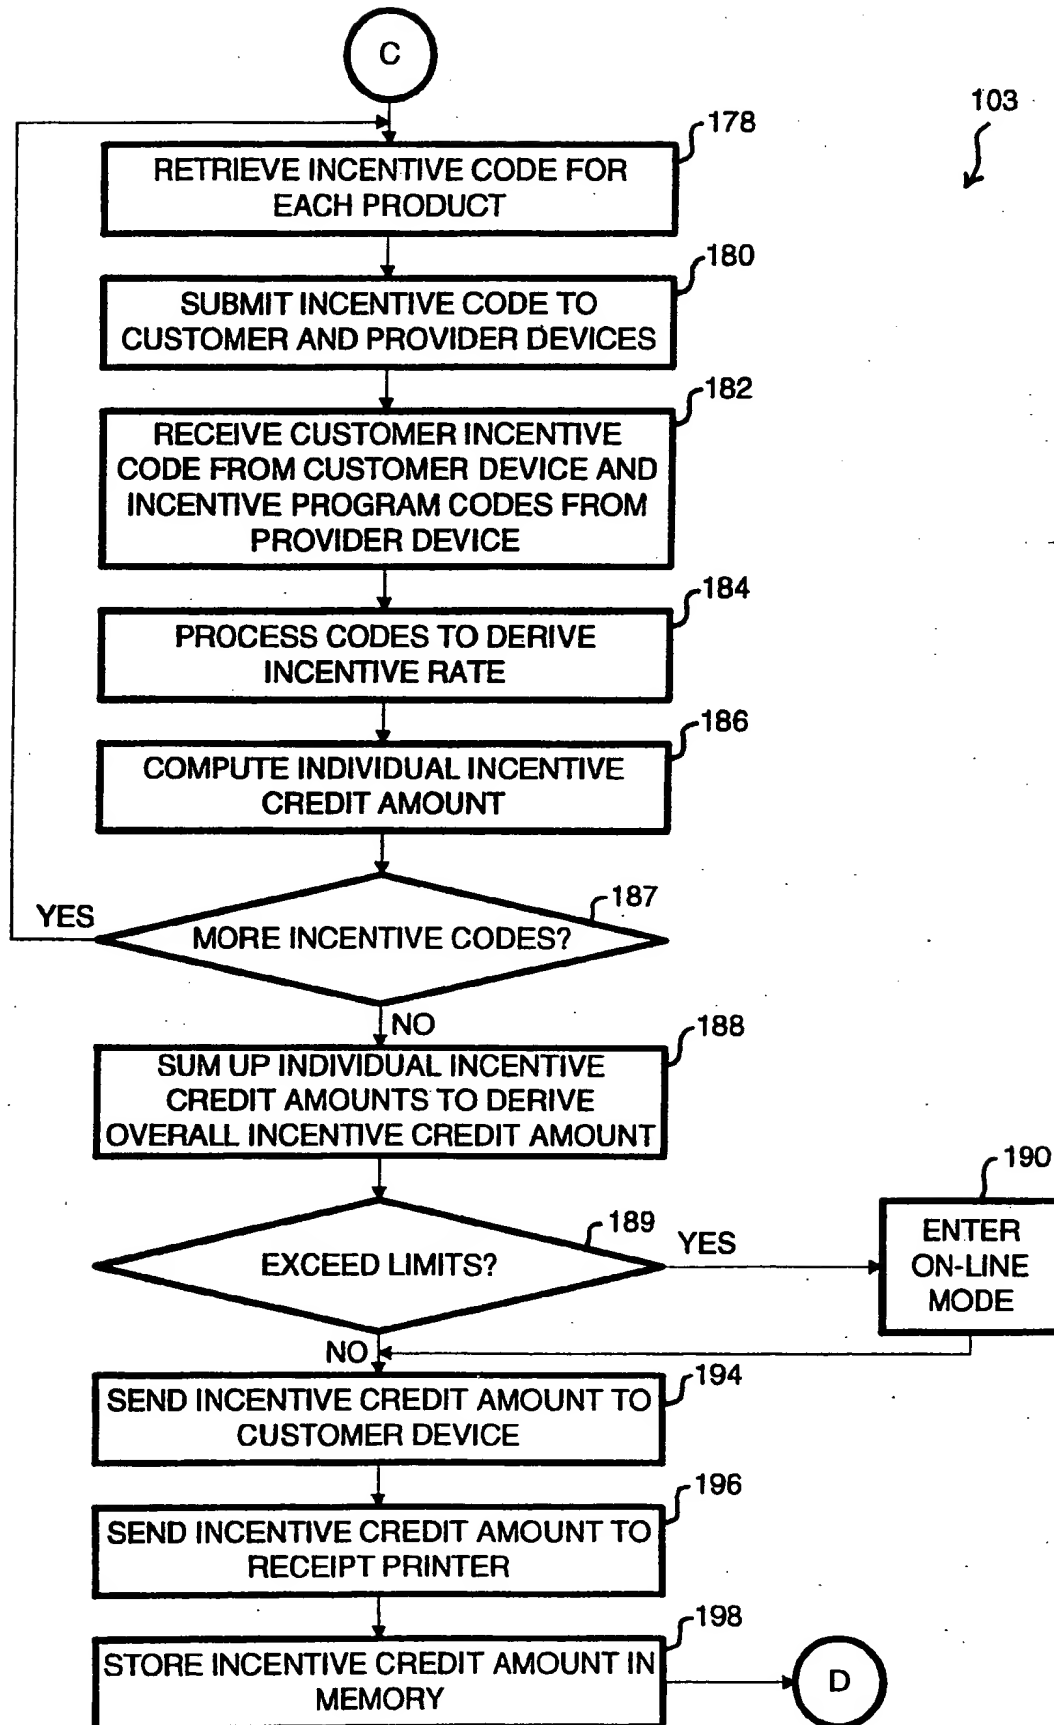 C
103
178
RETRIEVE INCENTIVE CODE FOR
EACH PRODUCT
180
SUBMIT INCENTIVE CODE TO
CUSTOMER AND PROVIDER DEVICES
182
RECEIVE CUSTOMER INCENTIVE
CODE FROM CUSTOMER DEVICE AND
INCENTIVE PROGRAM CODES FROM
PROVIDER DEVICE
184
PROCESS CODES TO DERIVE
INCENTIVE RATE
186
COMPUTE INDIVIDUAL INCENTIVE
CREDIT AMOUNT
187
YES
MORE INCENTIVE CODES?
NO
188
SUM UP INDIVIDUAL INCENTIVE
CREDIT AMOUNTS TO DERIVE
OVERALL INCENTIVE CREDIT AMOUNT
189
EXCEED LIMITS?
YES
190
ENTER
ON-LINE
MODE
NO
194
SEND INCENTIVE CREDIT AMOUNT TO
CUSTOMER DEVICE
196
SEND INCENTIVE CREDIT AMOUNT TO
RECEIPT PRINTER
198
STORE INCENTIVE CREDIT AMOUNT IN
MEMORY
D